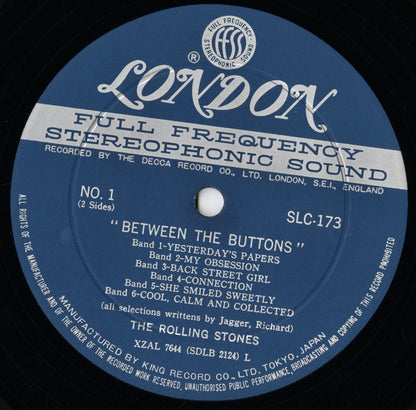 FULL FREQUENCY
ffss
STEREOPHONIC SOUND
®
LONDON
FULL FREQUENCY
STEREOPHONIC SOUND
RECORDED BY THE DECCA RECORD CO., LTD. LONDON, S.E.I., ENGLAND
NO. 1
(2 Sides)
SLC-173
"BETWEEN THE BUTTONS"
Band 1-YESTERDAY'S PAPERS
Band 2-MY OBSESSION
Band 3-BACK STREET GIRL
Band 4-CONNECTION
Band 5-SHE SMILED SWEETLY
Band 6-COOL, CALM AND COLLECTED
(all selections writtens by Jagger, Richard)
THE ROLLING STONES
XZAL 7644 (SDLB 2124) L
MANUFACTURED BY KING RECORD CO., LTD. TOKYO, JAPAN
ALL RIGHTS OF THE MANUFACTURER AND OF THE OWNER OF THE RECORDED WORK RESERVED. UNAUTHORISED PUBLIC PERFORMANCE, BROADCASTING AND COPYING OF THIS RECORD PROHIBITED